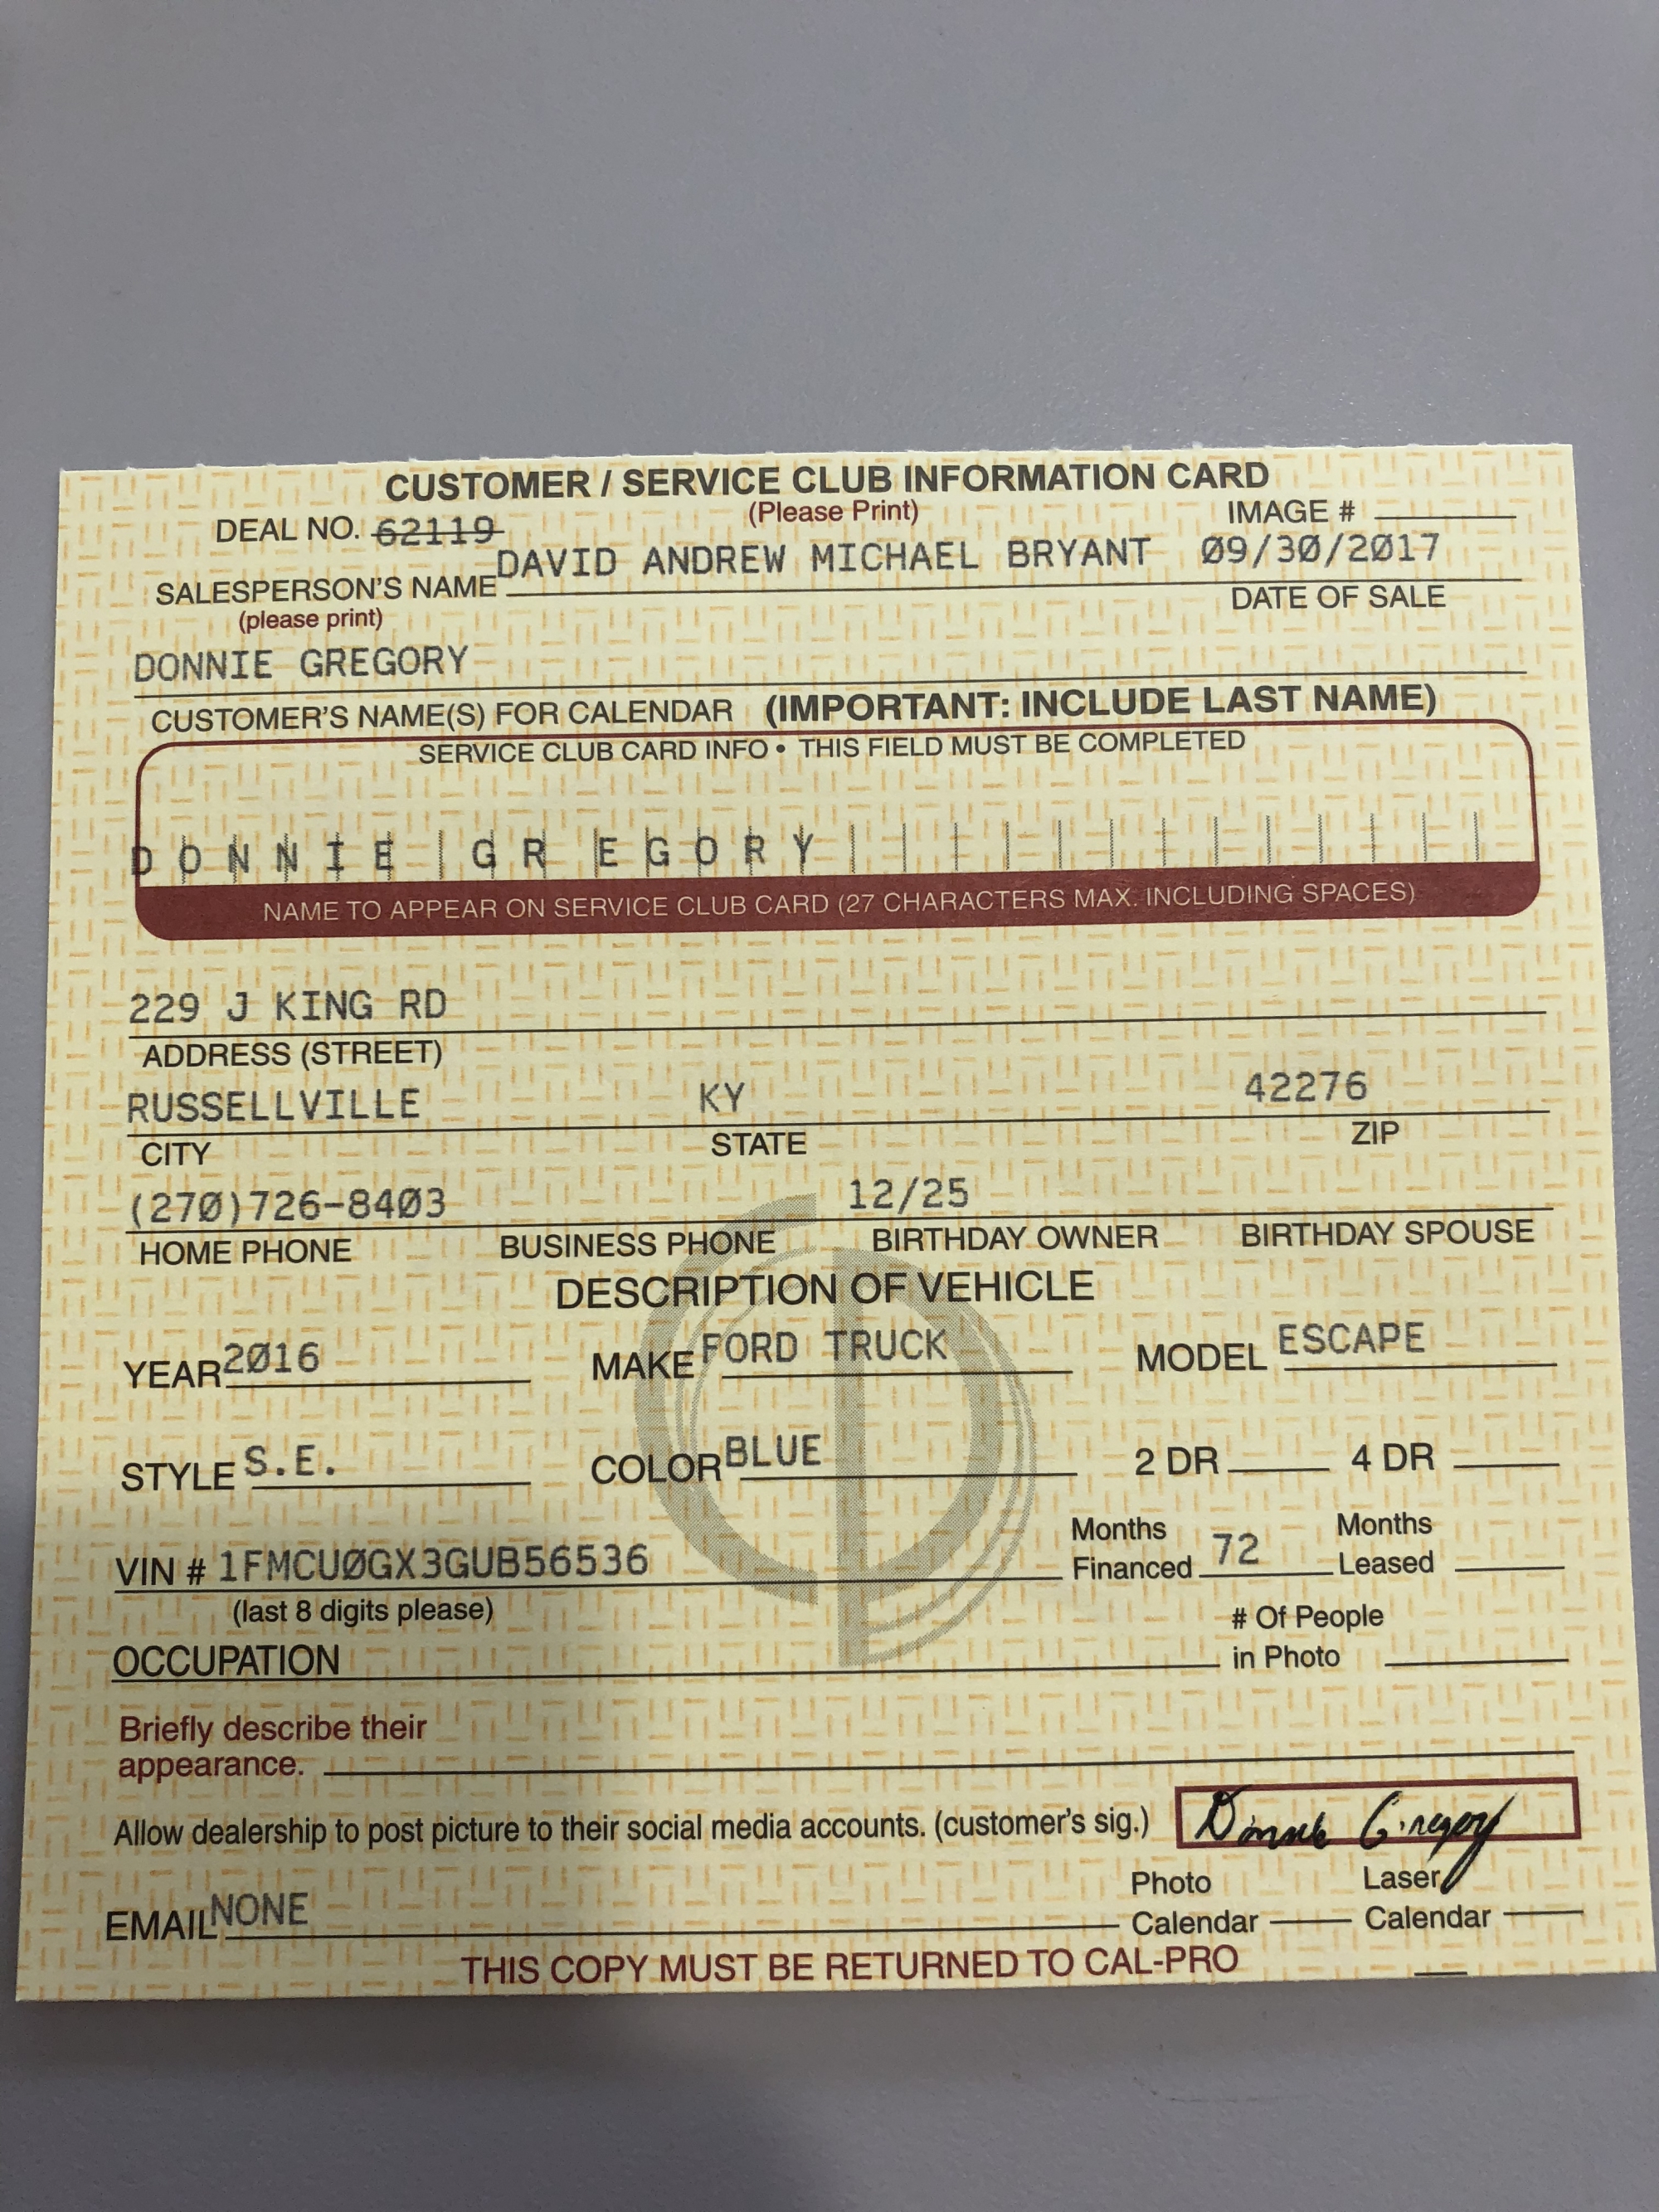 CUSTOMER / SERVICE CLUB INFORMATION CARD
(Please Print)
DEAL NO. 62119 IMAGE #
SALESPERSON'S NAME DAVID ANDREW MICHAEL BRYANT 09/30/2017
(please print) DATE OF SALE
DONNIE GREGORY
CUSTOMER'S NAME(S) FOR CALENDAR (IMPORTANT: INCLUDE LAST NAME)
SERVICE CLUB CARD INFO • THIS FIELD MUST BE COMPLETED
DONNIE GREGORY
NAME TO APPEAR ON SERVICE CLUB CARD (27 CHARACTERS MAX. INCLUDING SPACES)
229 J KING RD
ADDRESS (STREET)
RUSSELLVILLE KY 42276
CITY STATE ZIP
(270)726-8403 12/25
HOME PHONE BUSINESS PHONE BIRTHDAY OWNER BIRTHDAY SPOUSE
DESCRIPTION OF VEHICLE
YEAR 2016 MAKE FORD TRUCK MODEL ESCAPE
STYLE S.E. COLOR BLUE 2 DR 4 DR
VIN # 1FMCU0GX3GUB56536 Months Financed 72 Months Leased
(last 8 digits please)
OCCUPATION # Of People in Photo
Briefly describe their
appearance.
Allow dealership to post picture to their social media accounts. (customer's sig.) Donnie Gregory
EMAIL NONE Photo Calendar Laser Calendar
THIS COPY MUST BE RETURNED TO CAL-PRO